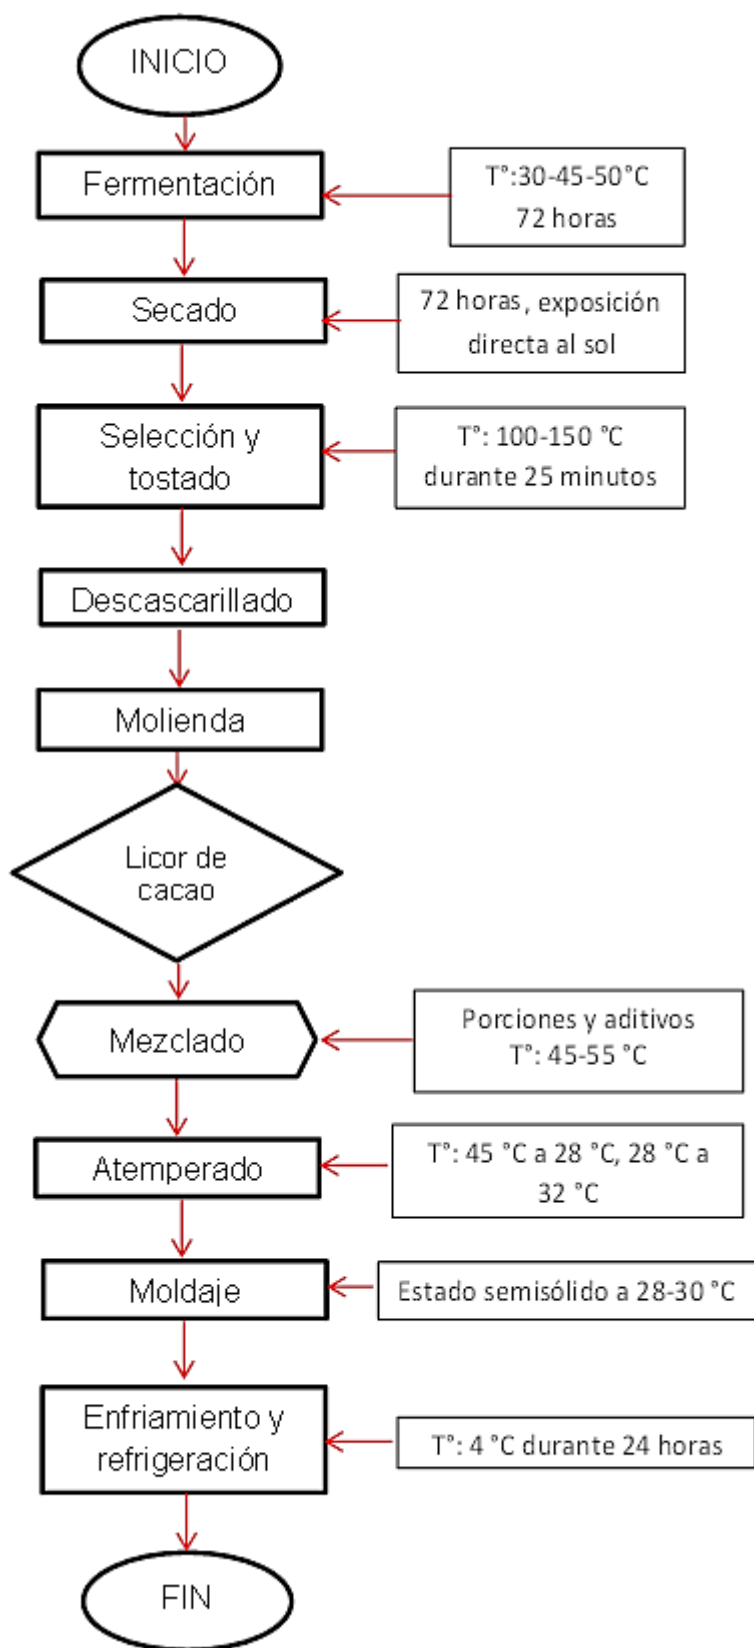 INICIO
Fermentación
T°:30-45-50°C
72 horas
Secado
72 horas, exposición
directa al sol
Selección y
tostado
T°: 100-150 °C
durante 25 minutos
Descascarillado
Molienda
Licor de
cacao
Mezclado
Porciones y aditivos
T°: 45-55 °C
Atemperado
T°: 45 °C a 28 °C, 28 °C a
32 °C
Moldaje
Estado semisólido a 28-30 °C
Enfriamiento y
refrigeración
T°: 4 °C durante 24 horas
FIN